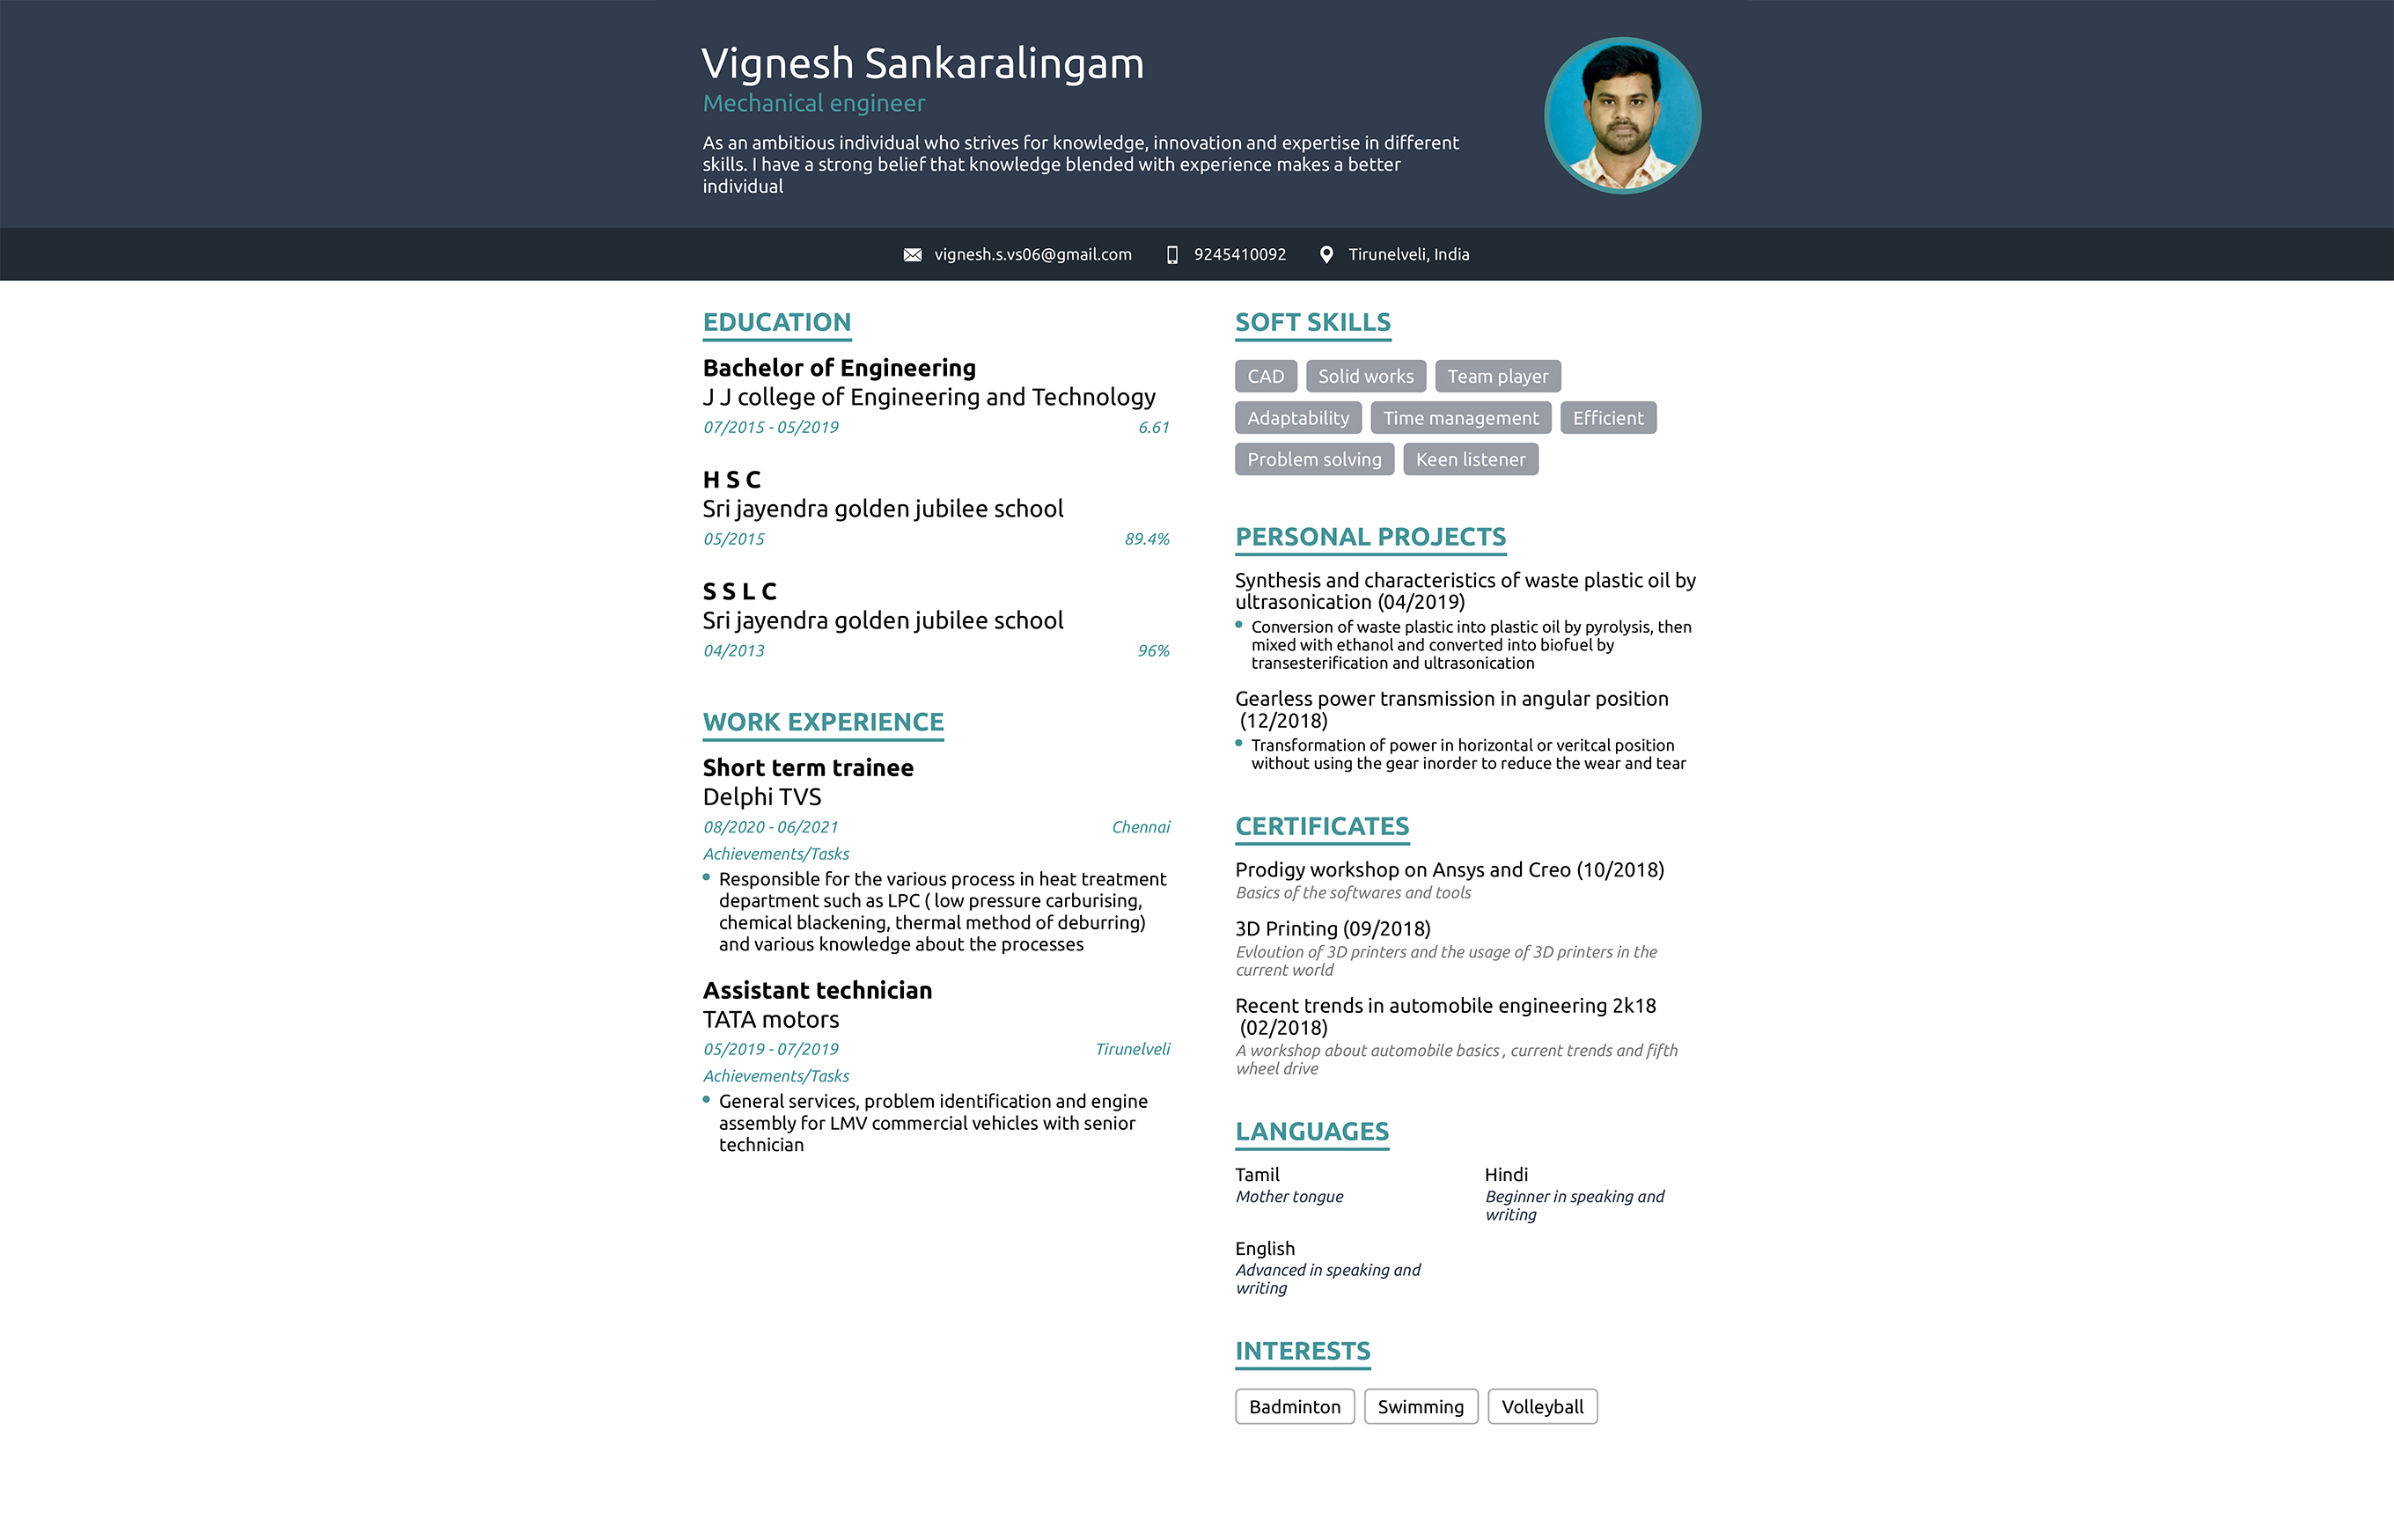 Vignesh Sankaralingam
Mechanical engineer
As an ambitious individual who strives for knowledge, innovation and expertise in different
skills. I have a strong belief that knowledge blended with experience makes a better
individual
vignesh.s.vs06@gmail.com 9245410092 Tirunelveli, India
EDUCATION
Bachelor of Engineering
J J college of Engineering and Technology
07/2015 - 05/2019 6.61
H S C
Sri jayendra golden jubilee school
05/2015 89.4%
S S L C
Sri jayendra golden jubilee school
04/2013 96%
WORK EXPERIENCE
Short term trainee
Delphi TVS
08/2020 - 06/2021 Chennai
Achievements/Tasks
Responsible for the various process in heat treatment
department such as LPC ( low pressure carburising,
chemical blackening, thermal method of deburring)
and various knowledge about the processes
Assistant technician
TATA motors
05/2019 - 07/2019 Tirunelveli
Achievements/Tasks
General services, problem identification and engine
assembly for LMV commercial vehicles with senior
technician
SOFT SKILLS
CAD Solid works Team player
Adaptability Time management Efficient
Problem solving Keen listener
PERSONAL PROJECTS
Synthesis and characteristics of waste plastic oil by
ultrasonication (04/2019)
Conversion of waste plastic into plastic oil by pyrolysis, then
mixed with ethanol and converted into biofuel by
transesterification and ultrasonication
Gearless power transmission in angular position
(12/2018)
Transformation of power in horizontal or veritcal position
without using the gear inorder to reduce the wear and tear
CERTIFICATES
Prodigy workshop on Ansys and Creo (10/2018)
Basics of the softwares and tools
3D Printing (09/2018)
Evloution of 3D printers and the usage of 3D printers in the
current world
Recent trends in automobile engineering 2k18
(02/2018)
A workshop about automobile basics , current trends and fifth
wheel drive
LANGUAGES
Tamil
Mother tongue
Hindi
Beginner in speaking and
writing
English
Advanced in speaking and
writing
INTERESTS
Badminton Swimming Volleyball